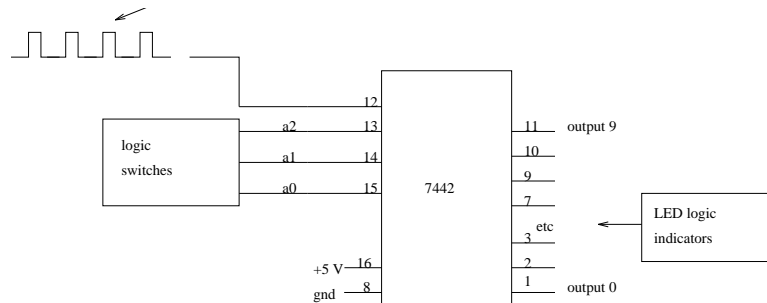 12
a2
13
11
output 9
logic
switches
a1
14
10
7442
9
a0
15
7
LED logic
indicators
etc
3
+5 V
16
2
gnd
8
1
output 0